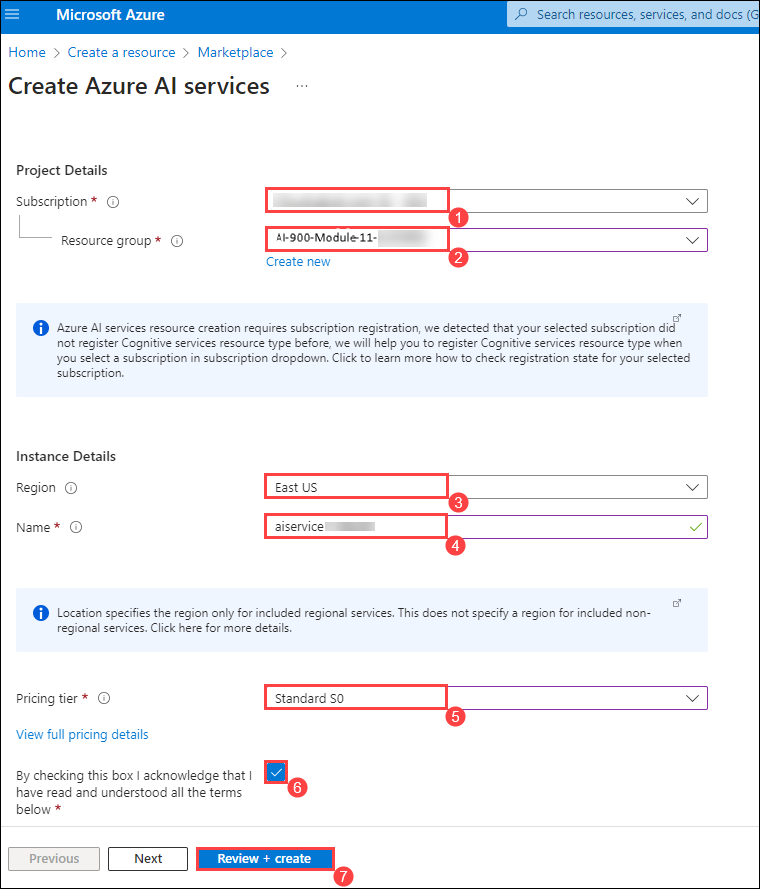 Microsoft Azure
Search resources, services, and docs (G
Home > Create a resource > Marketplace >
Create Azure AI services ...
Project Details
Subscription *
1
Resource group * AI-900-Module-11-
2
Create new
Azure AI services resource creation requires subscription registration, we detected that your selected subscription did
not register Cognitive services resource type before, we will help you to register Cognitive services resource type when
you select a subscription in subscription dropdown. Click to learn more how to check registration state for your selected
subscription.
Instance Details
Region East US
3
Name * aiservice
4
Location specifies the region only for included regional services. This does not specify a region for included non-
regional services. Click here for more details.
Pricing tier * Standard S0
5
View full pricing details
By checking this box I acknowledge that I
have read and understood all the terms
below *
6
Previous Next Review + create
7